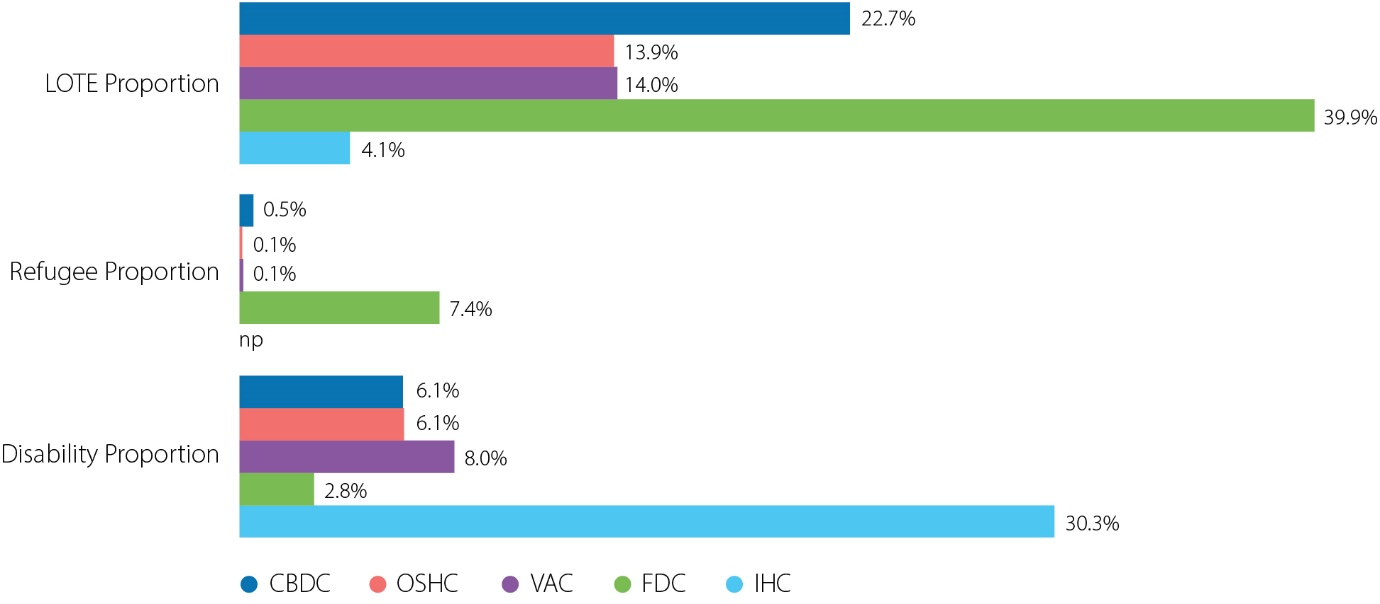 22.7%
13.9%
LOTE Proportion
14.0%
39.9%
4.1%
0.5%
0.1%
Refugee Proportion
0.1%
7.4%
np
6.1%
6.1%
Disability Proportion
8.0%
2.8%
30.3%
CBDC OSHC VAC FDC IHC